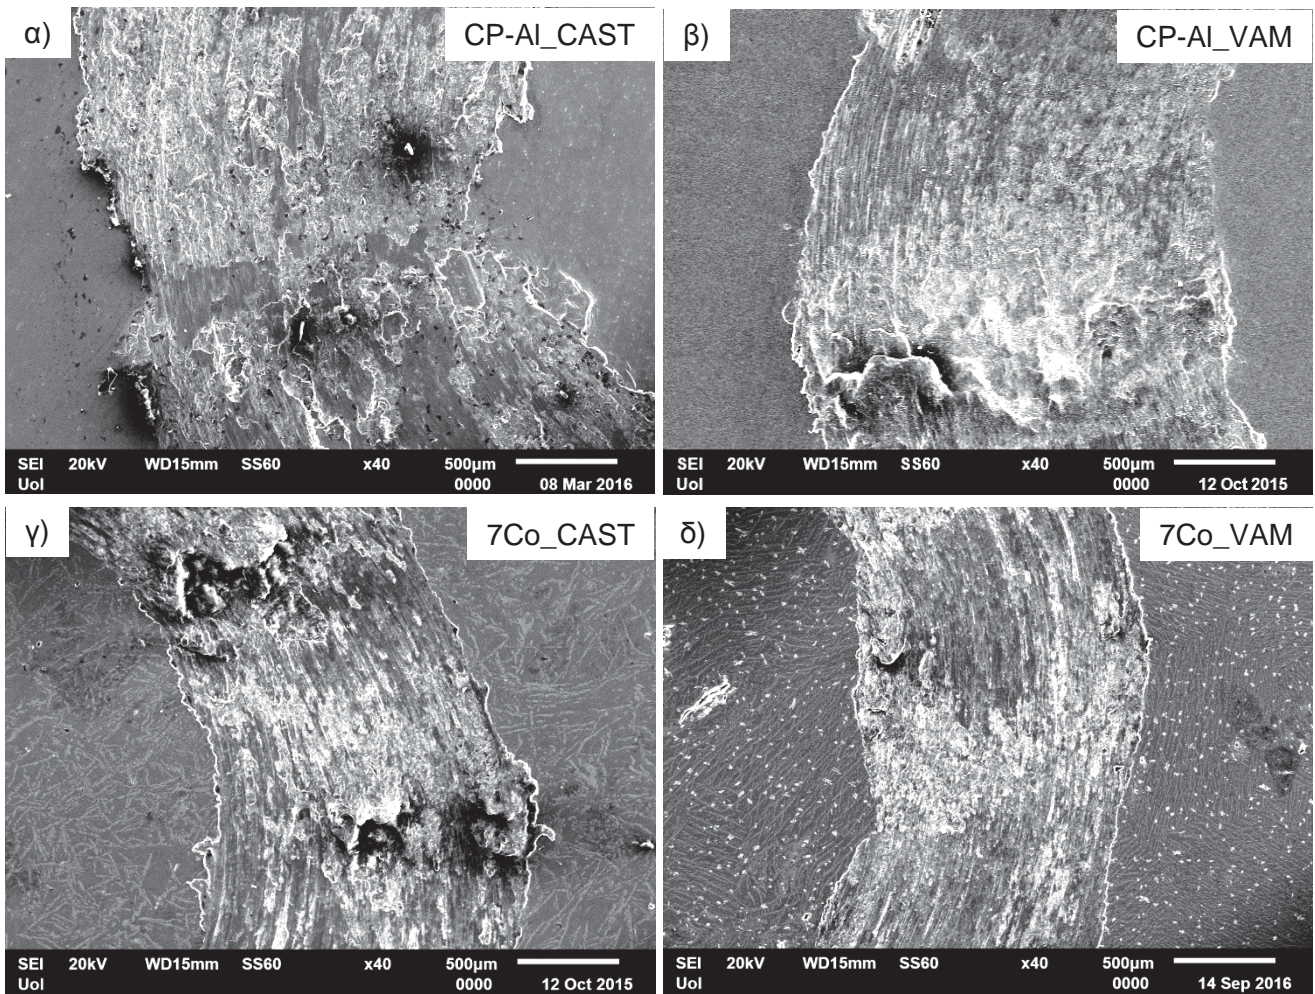 α) CP-Al_CAST
β) CP-Al_VAM
SEI 20kV WD15mm SS60 x40 500µm
UoI 0000 08 Mar 2016
SEI 20kV WD15mm SS60 x40 500µm
UoI 0000 12 Oct 2015
γ) 7Co_CAST
δ) 7Co_VAM
SEI 20kV WD15mm SS60 x40 500µm
UoI 0000 12 Oct 2015
SEI 20kV WD15mm SS60 x40 500µm
UoI 0000 14 Sep 2016